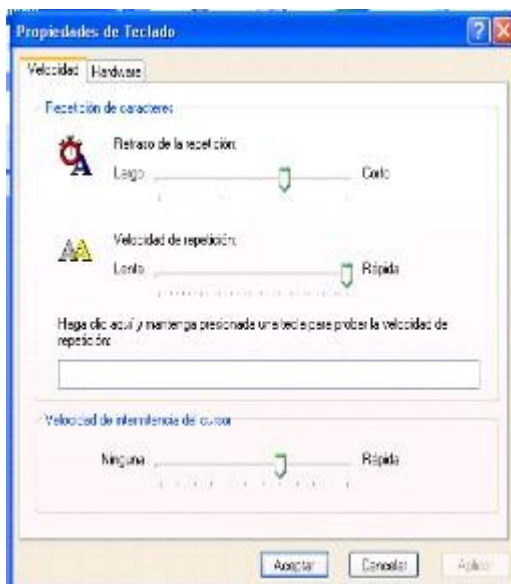 Propiedades de Teclado
Velocidad Hardware
Repetición de caracteres
Retraso de la repetición:
Largo Corto
Velocidad de repetición:
Lenta Rápida
Haga clic aquí y mantenga presionada una tecla para probar la velocidad de
repetición:
Velocidad de intermitencia del cursor
Ninguna Rápida
Aceptar Cancelar Aplicar